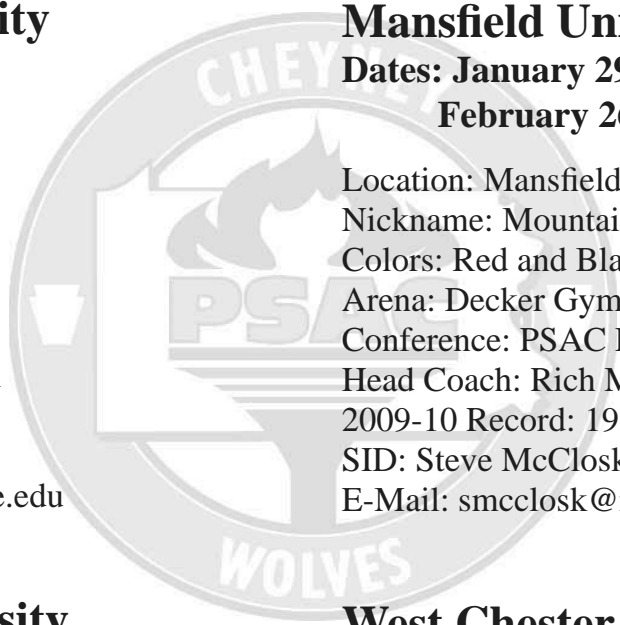 ity
e.edu
sity
Mansfield Uni
Dates: January 29
February 26
Location: Mansfield
Nickname: Mountai
Colors: Red and Bla
Arena: Decker Gym
Conference: PSAC
Head Coach: Rich M
2009-10 Record: 19
SID: Steve McClosk
E-Mail: smcclosk@
West Chester
CHEYNEY
PSAC
WOLVES